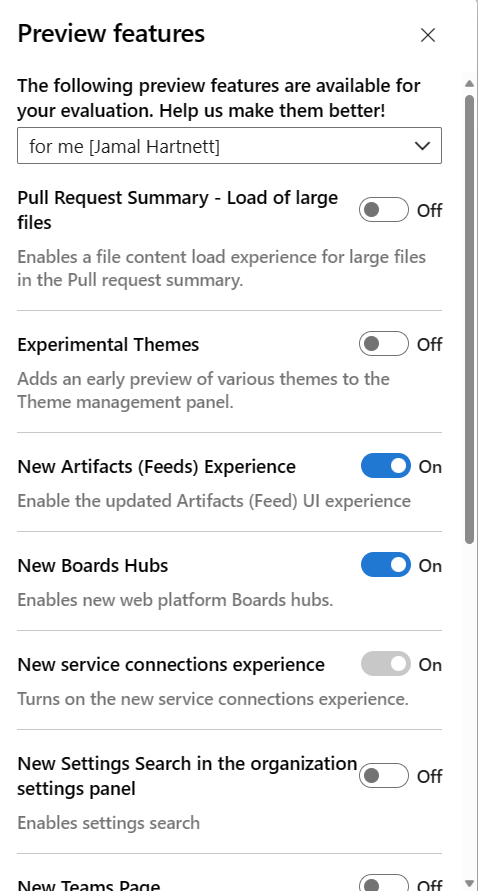 Preview features
The following preview features are available for
your evaluation. Help us make them better!
for me [Jamal Hartnett]
Pull Request Summary - Load of large
files
Off
Enables a file content load experience for large files
in the Pull request summary.
Experimental Themes
Off
Adds an early preview of various themes to the
Theme management panel.
New Artifacts (Feeds) Experience
On
Enable the updated Artifacts (Feed) UI experience
New Boards Hubs
On
Enables new web platform Boards hubs.
New service connections experience
On
Turns on the new service connections experience.
New Settings Search in the organization
settings panel
Off
Enables settings search
New Teams Page
Off